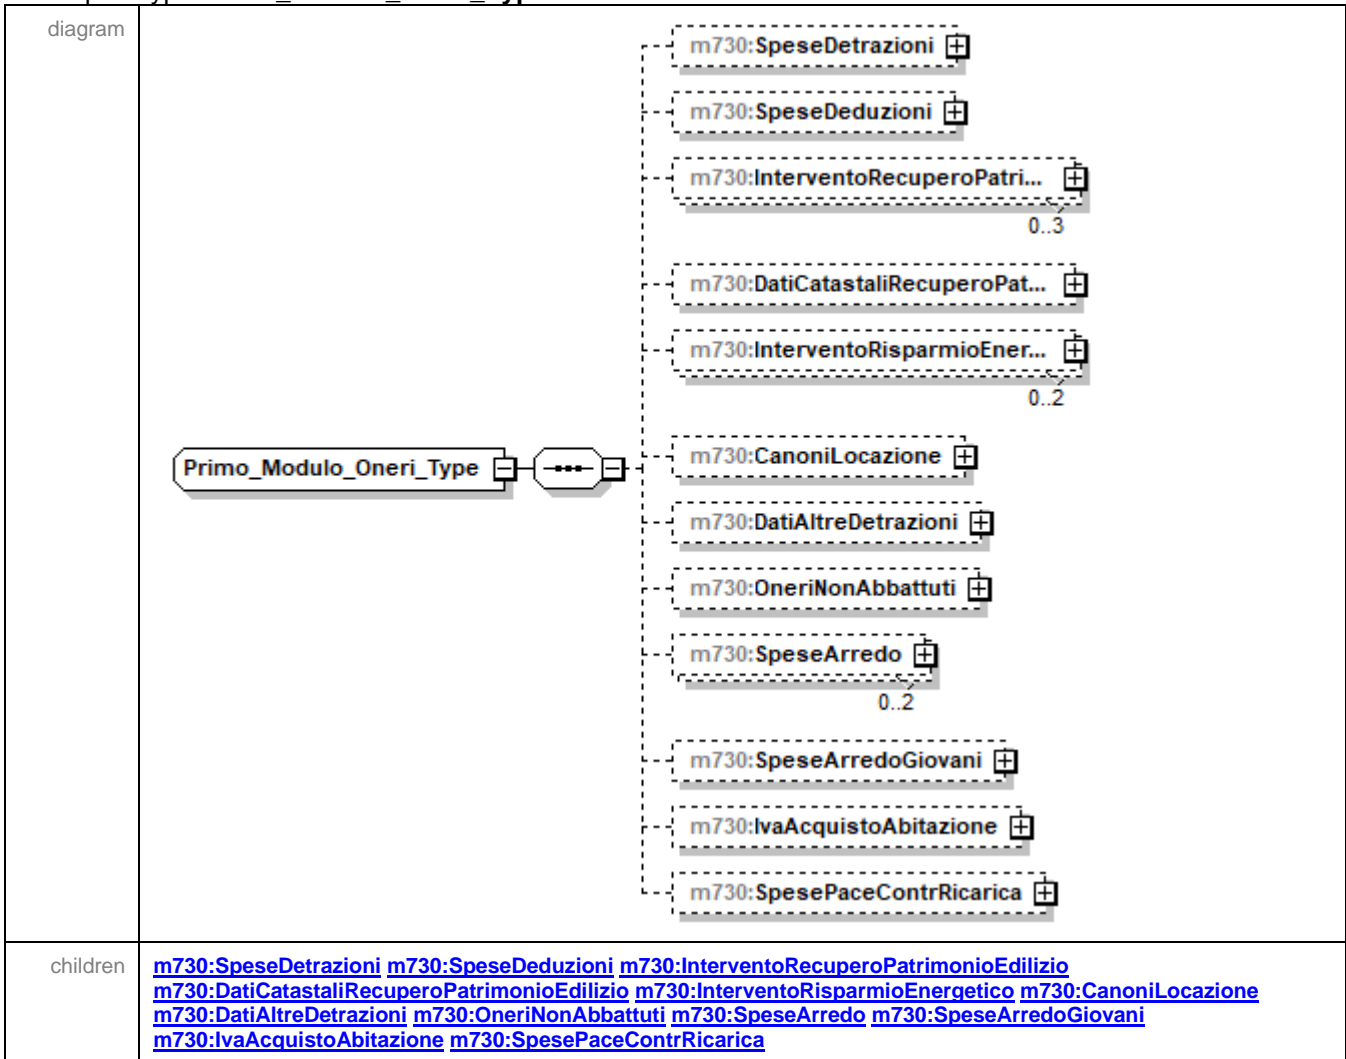 diagram
m730:SpeseDetrazioni
m730:SpeseDeduzioni
m730:InterventoRecuperoPatri...
0..3
m730:DatiCatastaliRecuperoPat...
m730:InterventoRisparmioEner...
0..2
Primo_Modulo_Oneri_Type
m730:CanoniLocazione
m730:DatiAltreDetrazioni
m730:OneriNonAbbattuti
m730:SpeseArredo
0..2
m730:SpeseArredoGiovani
m730:IvaAcquistoAbitazione
m730:SpesePaceContrRicarica
children
m730:SpeseDetrazioni m730:SpeseDeduzioni m730:InterventoRecuperoPatrimonioEdilizio
m730:DatiCatastaliRecuperoPatrimonioEdilizio m730:InterventoRisparmioEnergetico m730:CanoniLocazione
m730:DatiAltreDetrazioni m730:OneriNonAbbattuti m730:SpeseArredo m730:SpeseArredoGiovani
m730:IvaAcquistoAbitazione m730:SpesePaceContrRicarica